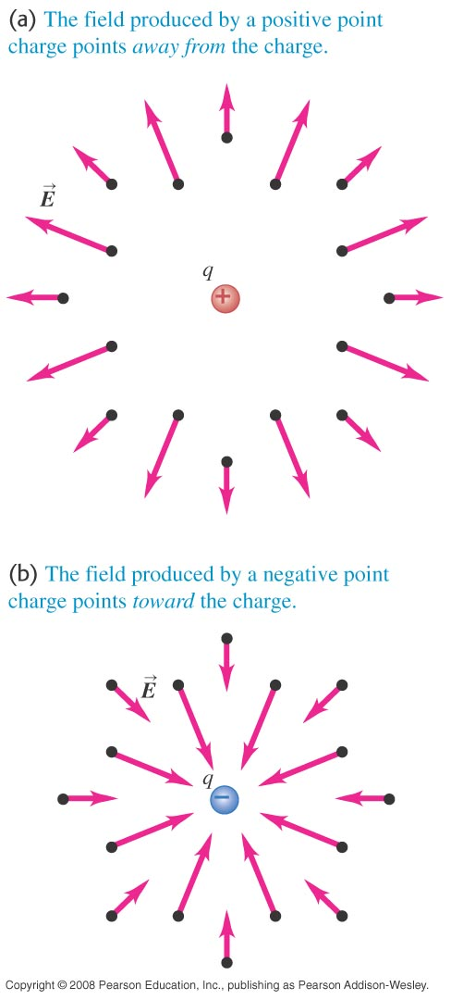 (a) The field produced by a positive point
charge points away from the charge.
E⃗
q
+
(b) The field produced by a negative point
charge points toward the charge.
E⃗
q
−
Copyright © 2008 Pearson Education, Inc., publishing as Pearson Addison-Wesley.